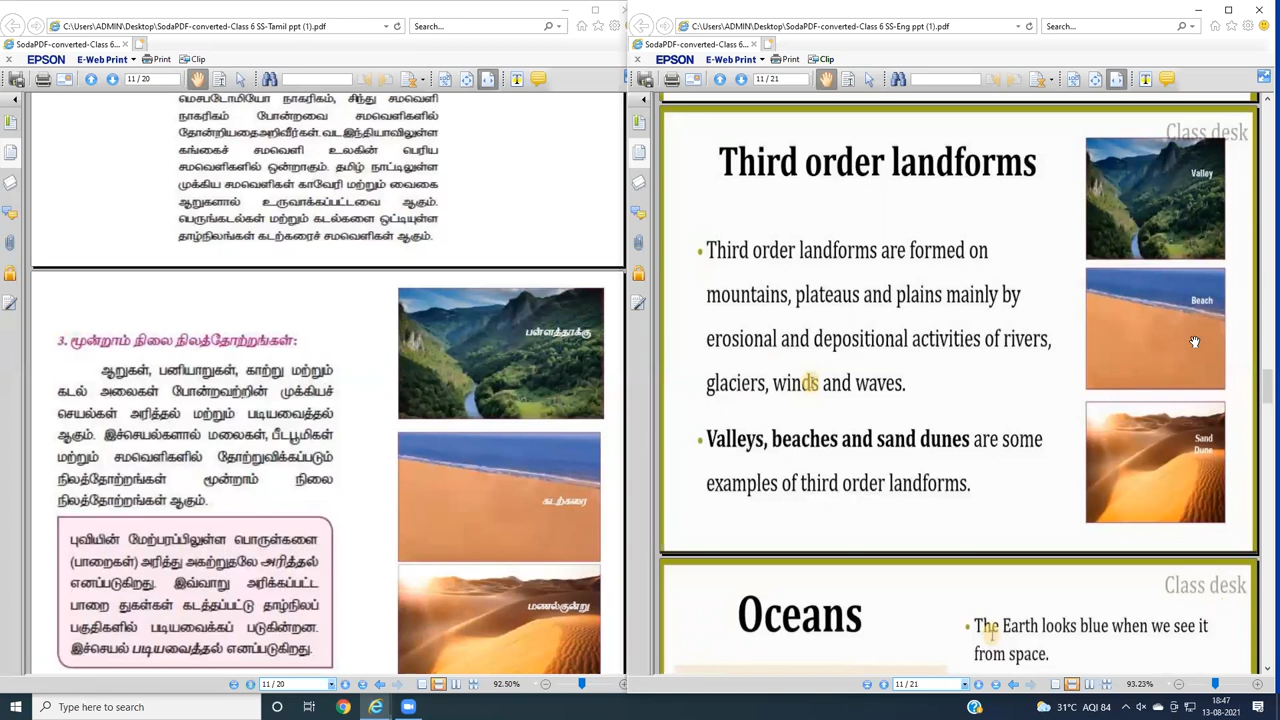 C:\Users\ADMIN\Desktop\SodaPDF-converted-Class 6 SS-Tamil ppt (1).pdf
Search...
SodaPDF-converted-Class 6...
EPSON
E-Web Print
Print
Clip
11 / 20
மெசபடோமியோ நாகரிகம், சிந்து சமவெளி
நாகரிகம் போன்றவை சமவெளிகளில்
தோன்றியதைஅறிவீர்கள். வட இந்தியாவிலுள்ள
கங்கைச் சமவெளி உலகின் பெரிய
சமவெளிகளில் ஒன்றாகும். தமிழ் நாட்டிலுள்ள
முக்கிய சமவெளிகள் காவேரி மற்றும் வைகை
ஆறுகளால் உருவாக்கப்பட்டவை ஆகும்.
பெருங்கடல்கள் மற்றும் கடல்களை ஒட்டியுள்ள
தாழ்நிலங்கள் கடற்கரைச் சமவெளிகள் ஆகும்.
3. மூன்றாம் நிலை நிலத்தோற்றங்கள்:
ஆறுகள், பனியாறுகள், காற்று மற்றும்
கடல் அலைகள் போன்றவற்றின் முக்கியச்
செயல்கள் அரித்தல் மற்றும் படியவைத்தல்
ஆகும். இச்செயல்களால் மலைகள், பீடபூமிகள்
மற்றும் சமவெளிகளில் தோற்றுவிக்கப்படும்
நிலத்தோற்றங்கள் மூன்றாம் நிலை
நிலத்தோற்றங்கள் ஆகும்.
புவியின் மேற்பரப்பிலுள்ள பொருள்களை
(பாறைகள்) அரித்து அகற்றுதலே அரித்தல்
எனப்படுகிறது. இவ்வாறு அரிக்கப்பட்ட
பாறை துகள்கள் கடத்தப்பட்டு தாழ்நிலப்
பகுதிகளில் படியவைக்கப் படுகின்றன.
இச்செயல் படியவைத்தல் எனப்படுகிறது.
பள்ளத்தாக்கு
கடற்கரை
மணல்குன்று
11 / 20
92.50%
C:\Users\ADMIN\Desktop\SodaPDF-converted-Class 6 SS-Eng ppt (1).pdf
Search...
SodaPDF-converted-Class 6...
EPSON
E-Web Print
Print
Clip
11 / 21
Class desk
Third order landforms
• Third order landforms are formed on
mountains, plateaus and plains mainly by
erosional and depositional activities of rivers,
glaciers, winds and waves.
• Valleys, beaches and sand dunes are some
examples of third order landforms.
Valley
Beach
Sand
Dune
Class desk
Oceans
• The Earth looks blue when we see it
from space.
11 / 21
93.23%
Type here to search
31°C AQI 84
18:47
13-08-2021